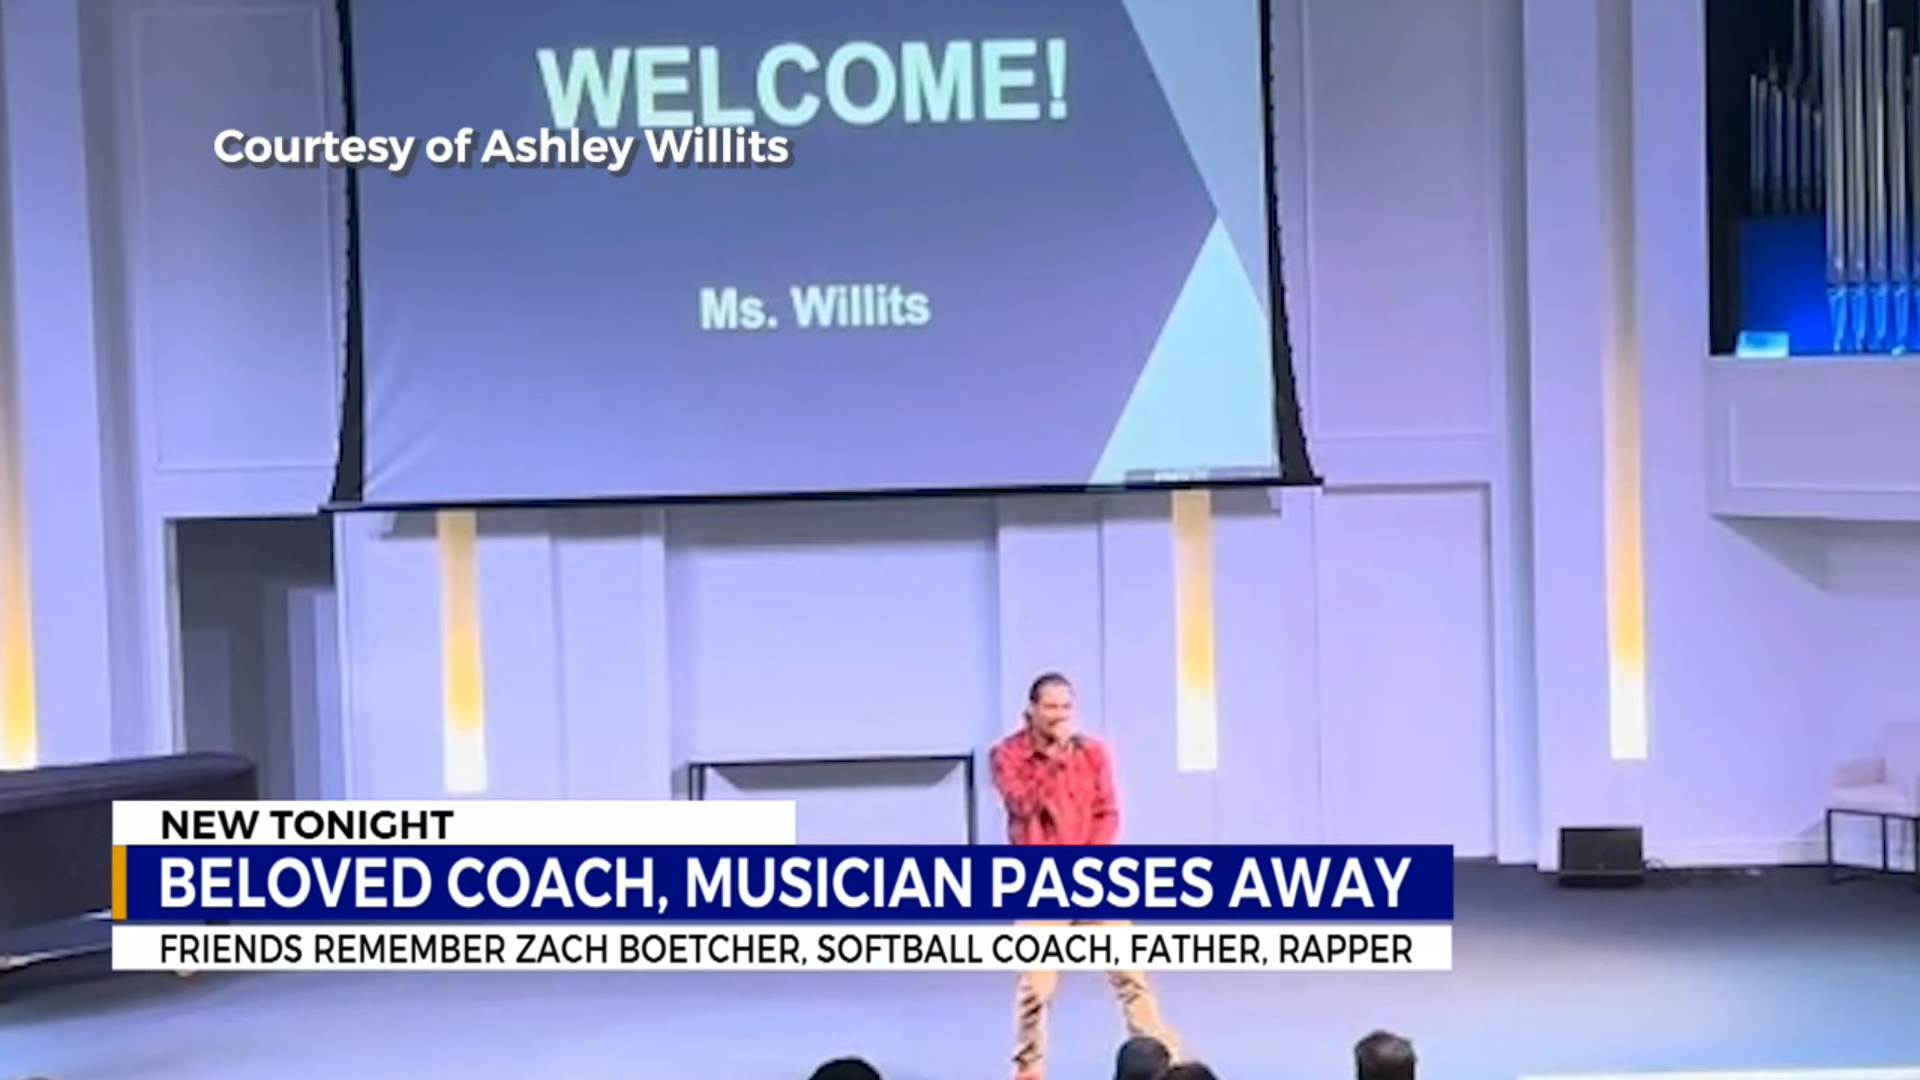 WELCOME!
Courtesy of Ashley Willits
Ms. Willits
NEW TONIGHT
BELOVED COACH, MUSICIAN PASSES AWAY
FRIENDS REMEMBER ZACH BOETCHER, SOFTBALL COACH, FATHER, RAPPER